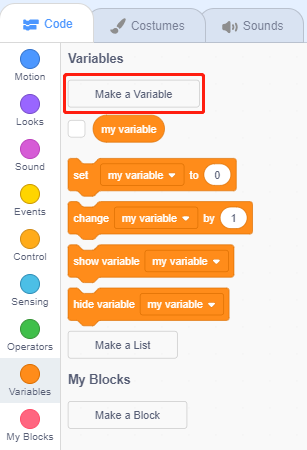 Code Costumes Sounds
Motion
Looks
Sound
Events
Control
Sensing
Operators
Variables
My Blocks
Variables
Make a Variable
my variable
set my variable to 0
change my variable by 1
show variable my variable
hide variable my variable
Make a List
My Blocks
Make a Block